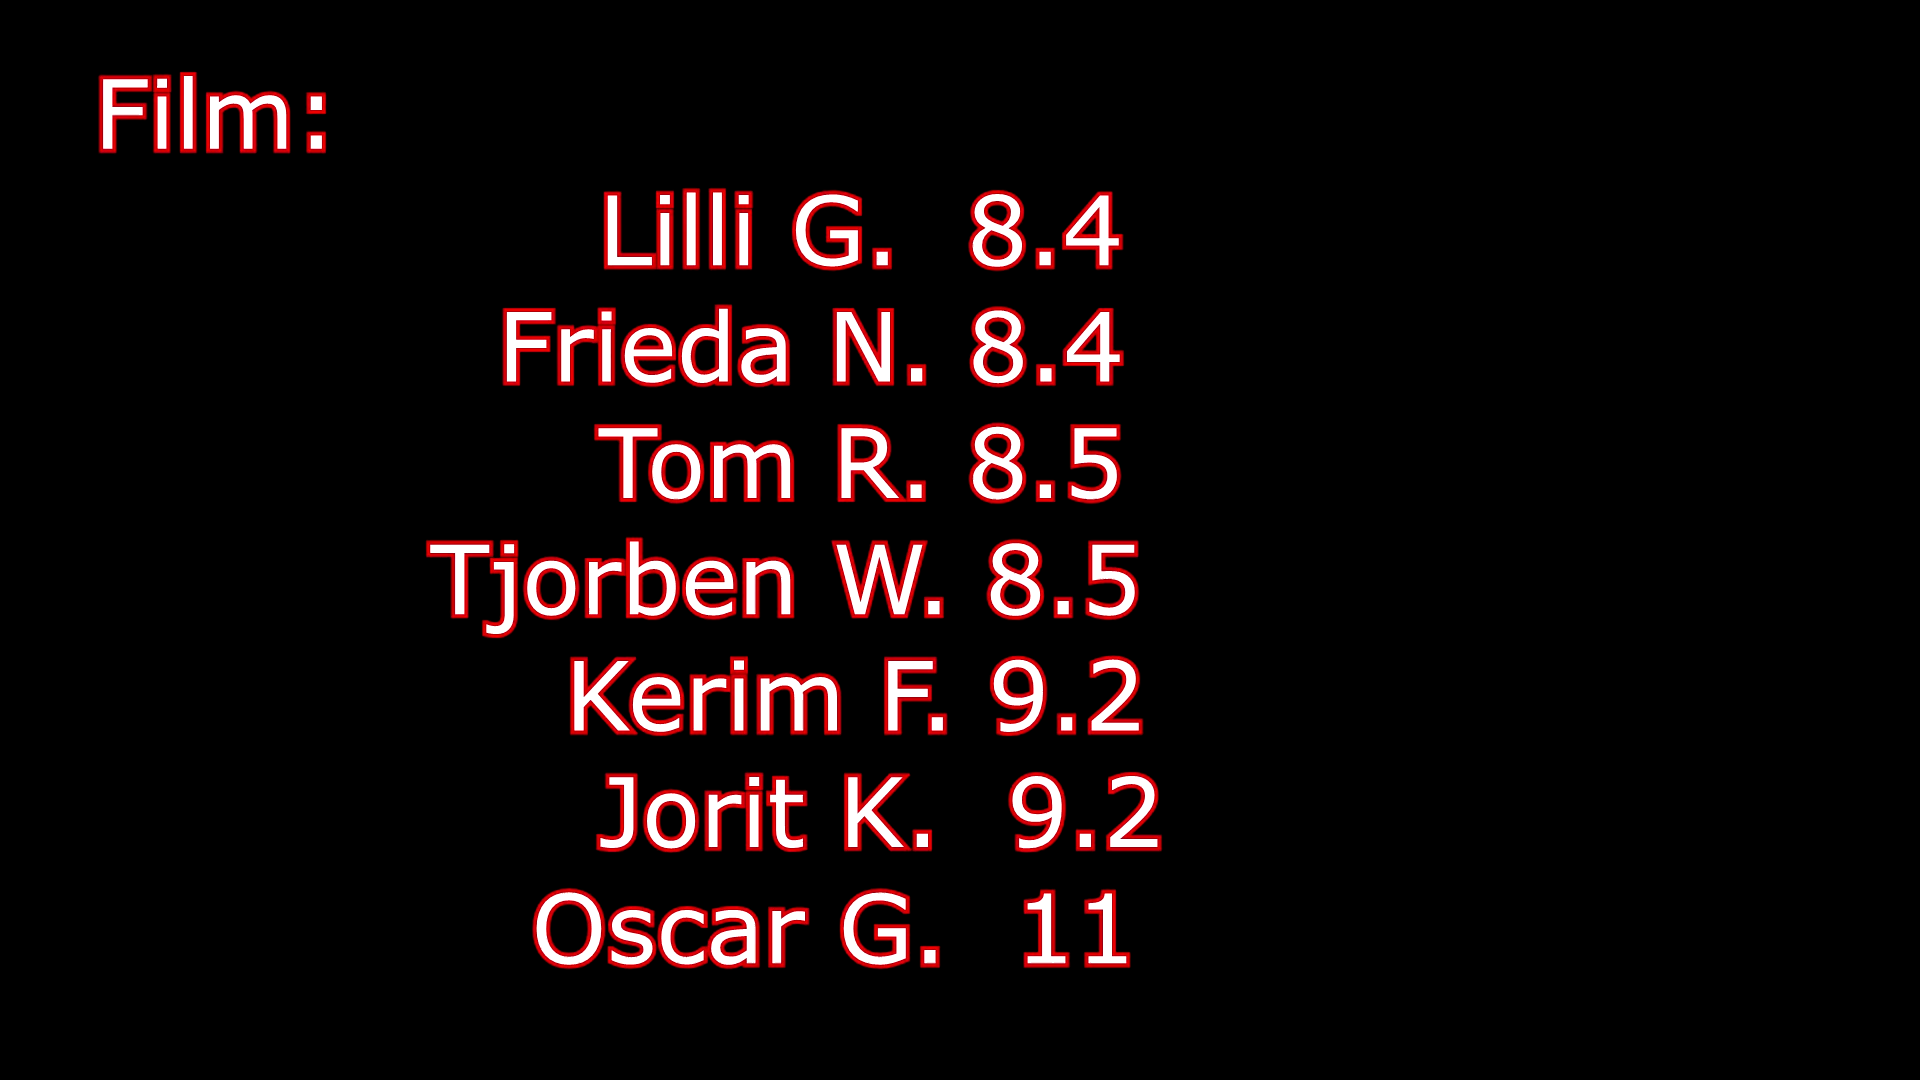 Film:
Lilli G. 8.4
Frieda N. 8.4
Tom R. 8.5
Tjorben W. 8.5
Kerim F. 9.2
Jorit K. 9.2
Oscar G. 11